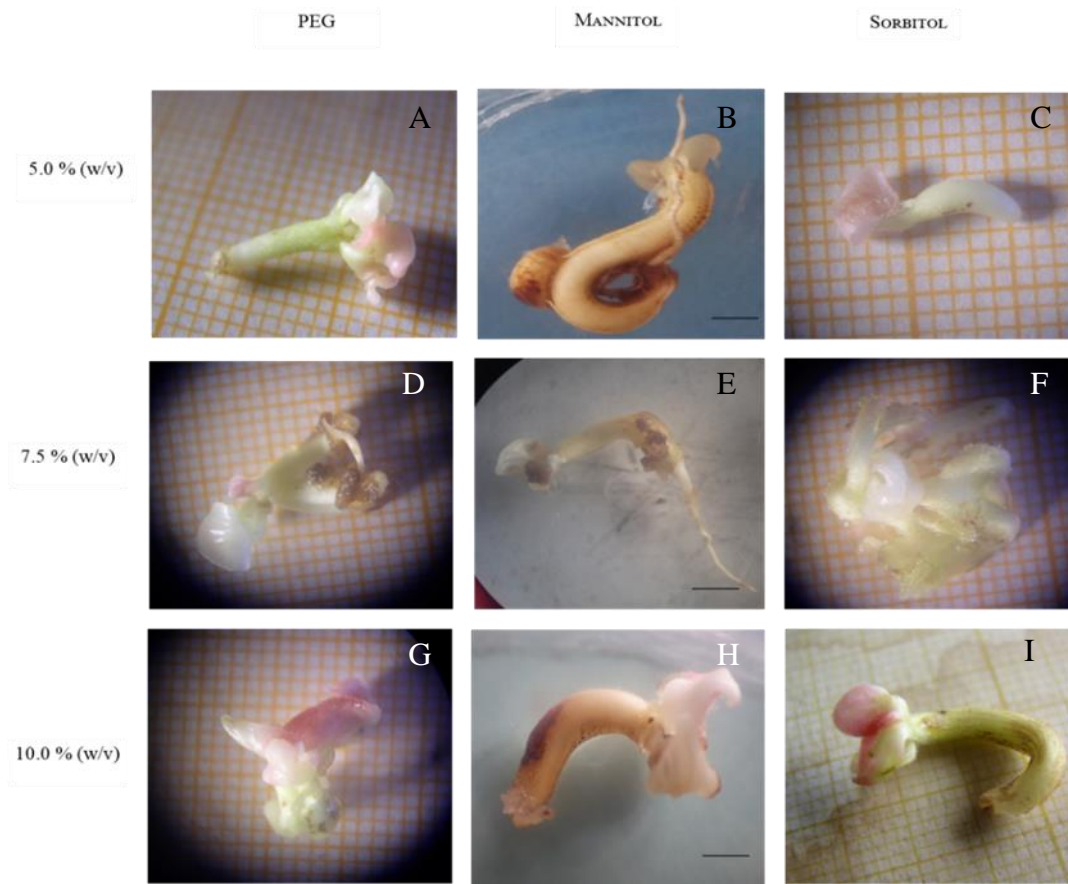 PEG MANNITOL SORBITOL
5.0 % (w/v)
A B C
7.5 % (w/v)
D E F
10.0 % (w/v)
G H I